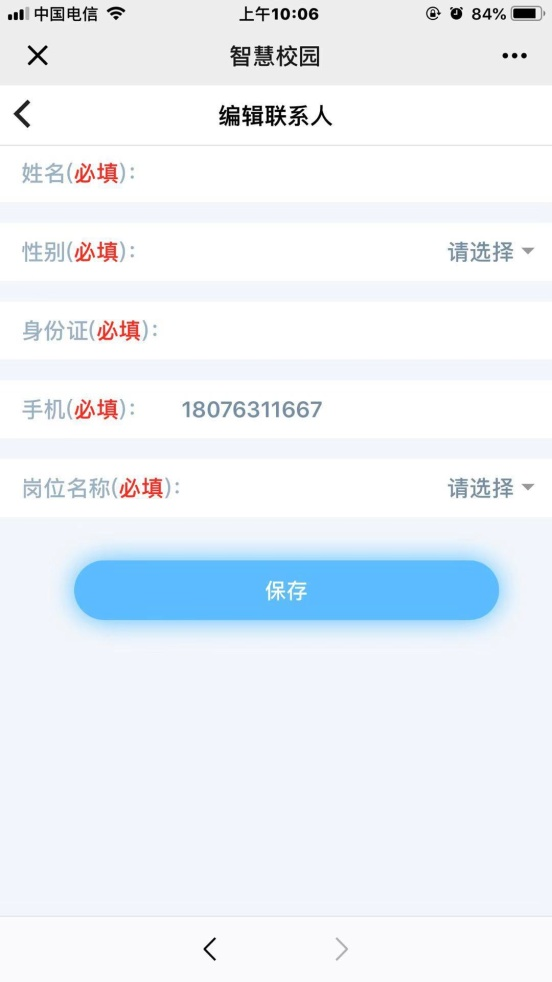 中国电信 上午10:06 84%
智慧校园
编辑联系人
姓名(必填):
性别(必填): 请选择
身份证(必填):
手机(必填): 18076311667
岗位名称(必填): 请选择
保存